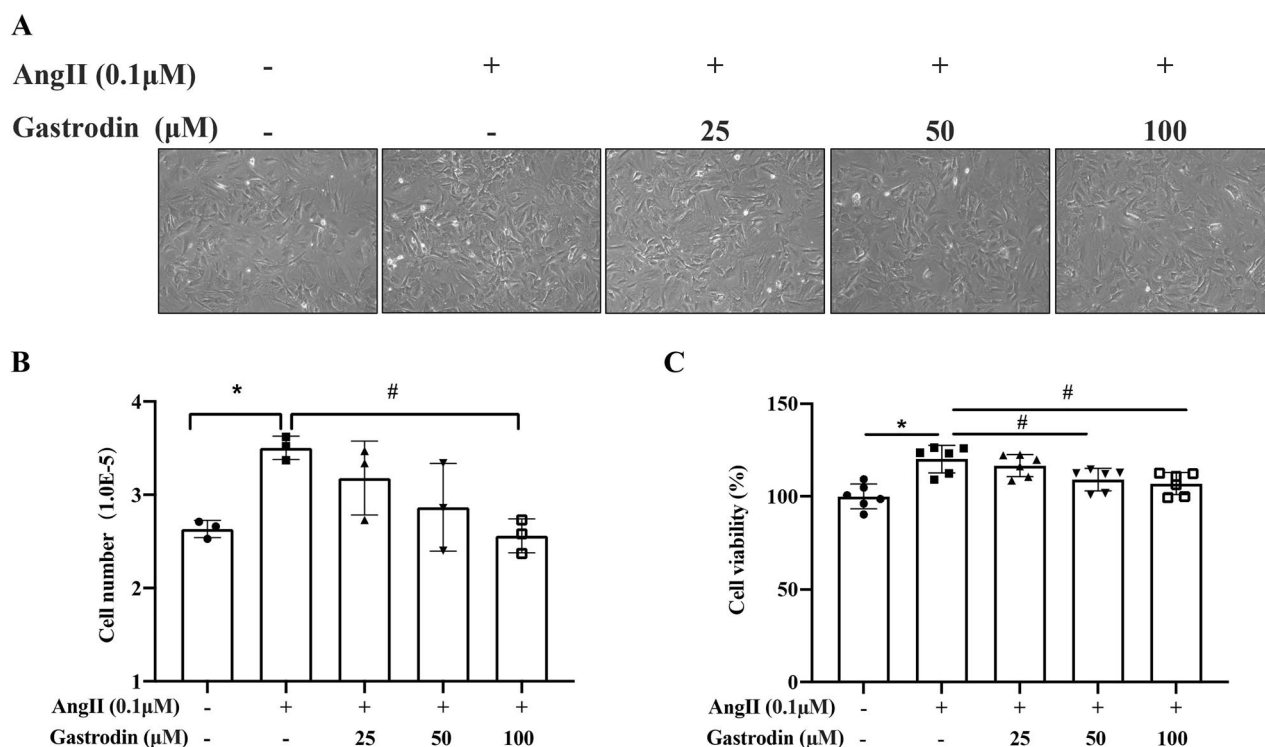 A
AngII (0.1μM) - + + + +
Gastrodin (μM) - - 25 50 100
B
* #
4
3
2
1
Cell number (1.0E-5)
AngII (0.1μM) - + + + +
Gastrodin (μM) - - 25 50 100
C
#
* #
150
100
50
0
Cell viability (%)
AngII (0.1μM) - + + + +
Gastrodin (μM) - - 25 50 100